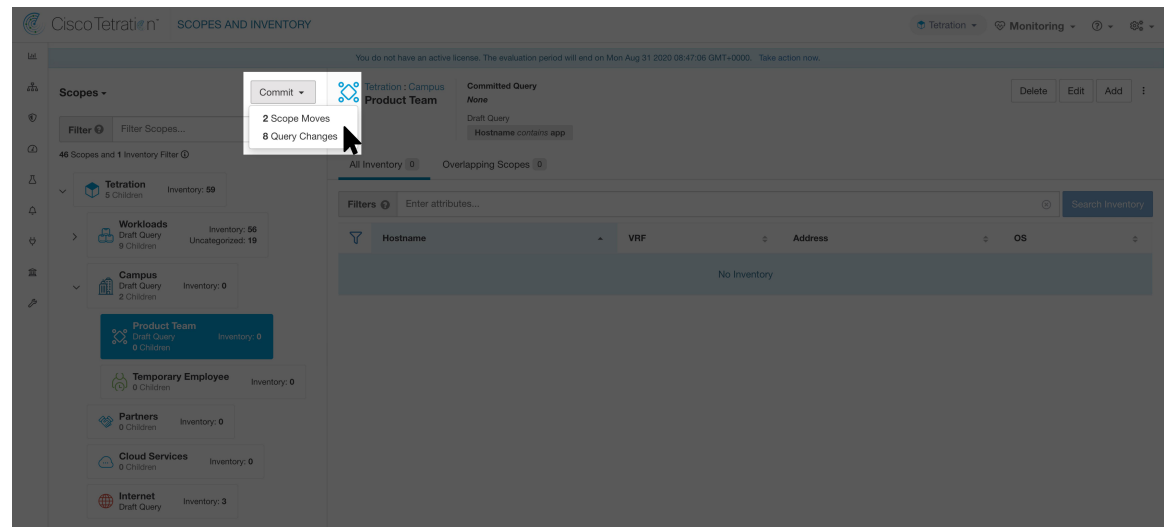 Cisco Tetration
SCOPES AND INVENTORY
Tetration
Monitoring
You do not have an active license. The evaluation period will end on Mon Aug 31 2020 08:47:06 GMT+0000. Take action now.
Scopes
Commit
2 Scope Moves
8 Query Changes
Filter
Filter Scopes...
46 Scopes and 1 Inventory Filter
Tetration
5 Children
Inventory: 59
Workloads
Draft Query
9 Children
Inventory: 56
Uncategorized: 19
Campus
Draft Query
2 Children
Inventory: 0
Product Team
Draft Query
0 Children
Inventory: 0
Temporary Employee
0 Children
Inventory: 0
Partners
0 Children
Inventory: 0
Cloud Services
0 Children
Inventory: 0
Internet
Draft Query
Inventory: 3
Tetration : Campus
Product Team
Committed Query
None
Draft Query
Hostname contains app
Delete
Edit
Add
All Inventory 0
Overlapping Scopes 0
Filters
Enter attributes...
Search Inventory
Hostname
VRF
Address
OS
No Inventory